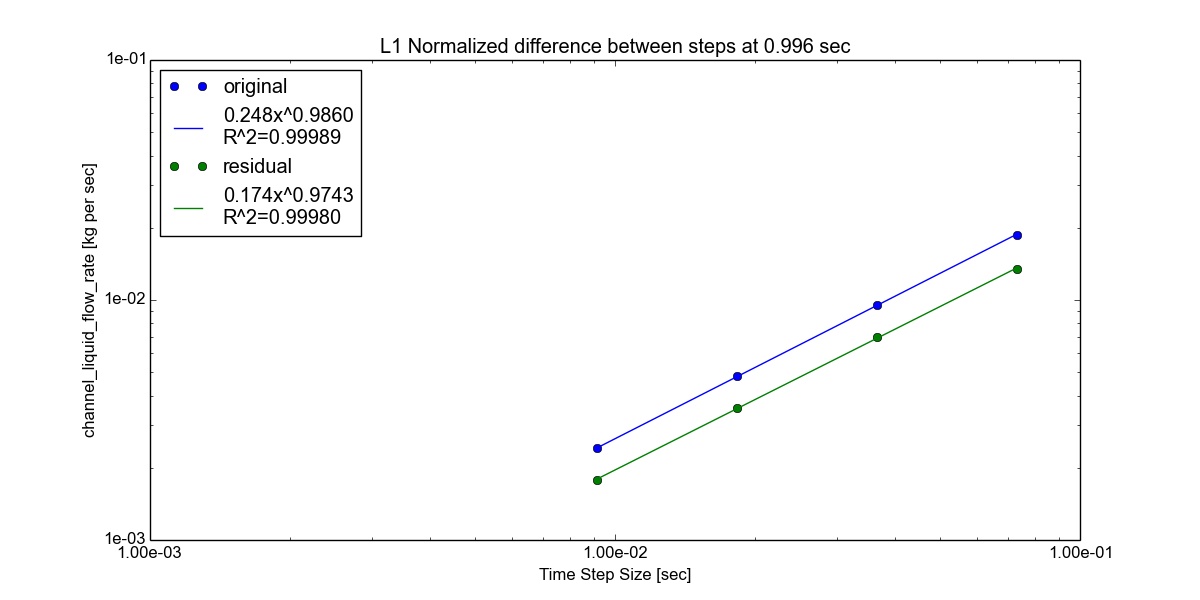 L1 Normalized difference between steps at 0.996 sec
1e-01
original
0.248x^0.9860
R^2=0.99989
residual
0.174x^0.9743
R^2=0.99980
channel_liquid_flow_rate [kg per sec]
1e-02
1e-03
1.00e-03
1.00e-02
1.00e-01
Time Step Size [sec]